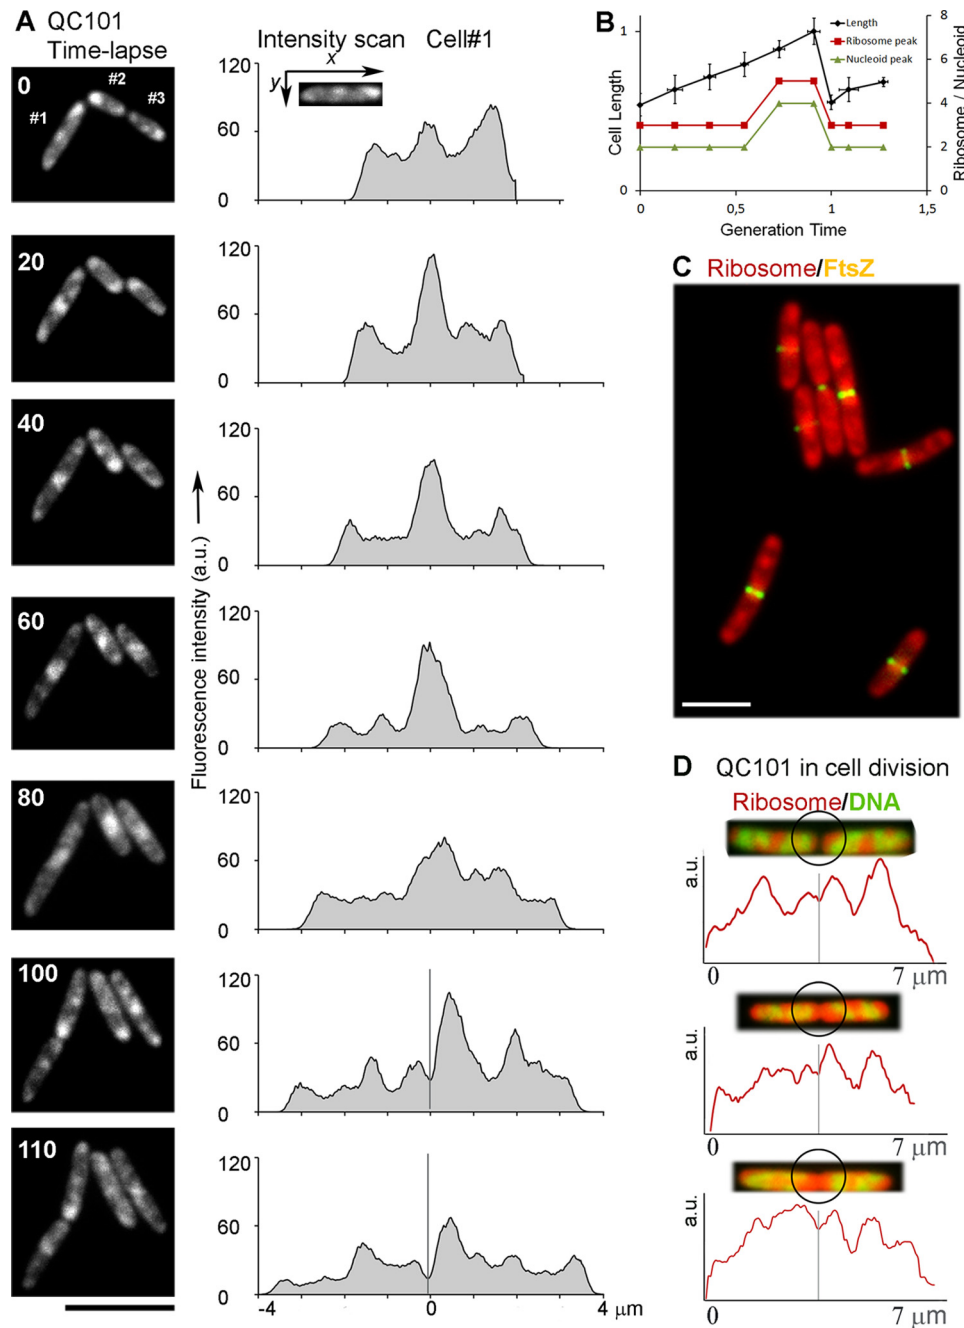 A QC101
Time-lapse
Intensity scan Cell#1
x
y
0
#1
#2
#3
120
60
0
20
120
60
0
40
120
60
0
60
120
60
0
80
120
60
0
100
120
60
0
110
120
60
0
-4
0
4 μm
Fluorescence intensity (a.u.)
B
Cell Length
1
0
Length
Ribosome peak
Nucleoid peak
8
6
4
2
0
Ribosome / Nucleoid
0
0,5
1
1,5
Generation Time
C Ribosome/FtsZ
D QC101 in cell division
Ribosome/DNA
a.u.
0
7 μm
a.u.
0
7 μm
a.u.
0
7 μm